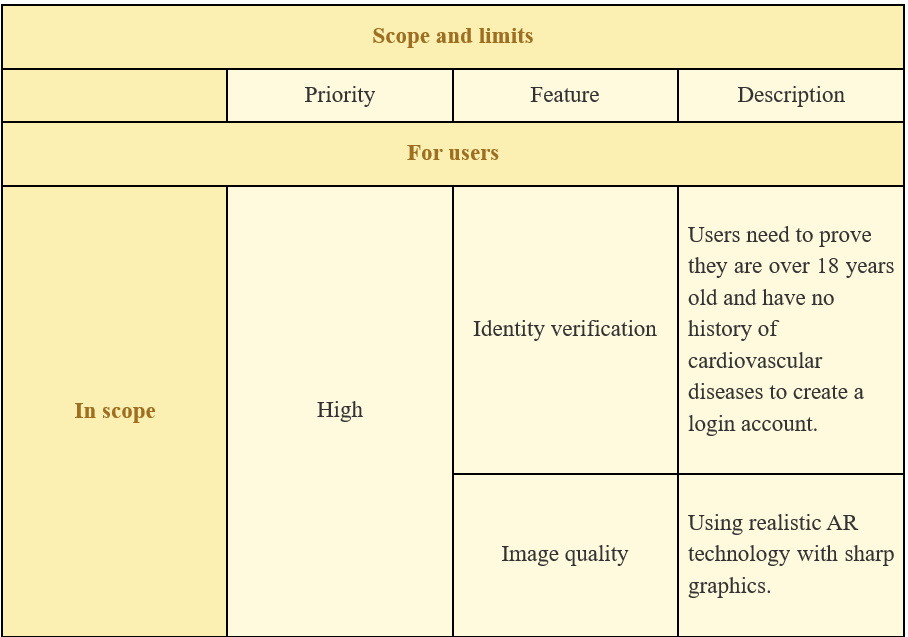 Scope and limits
Priority
Feature
Description
For users
In scope
High
Identity verification
Users need to prove
they are over 18 years
old and have no
history of
cardiovascular
diseases to create a
login account.
Image quality
Using realistic AR
technology with sharp
graphics.